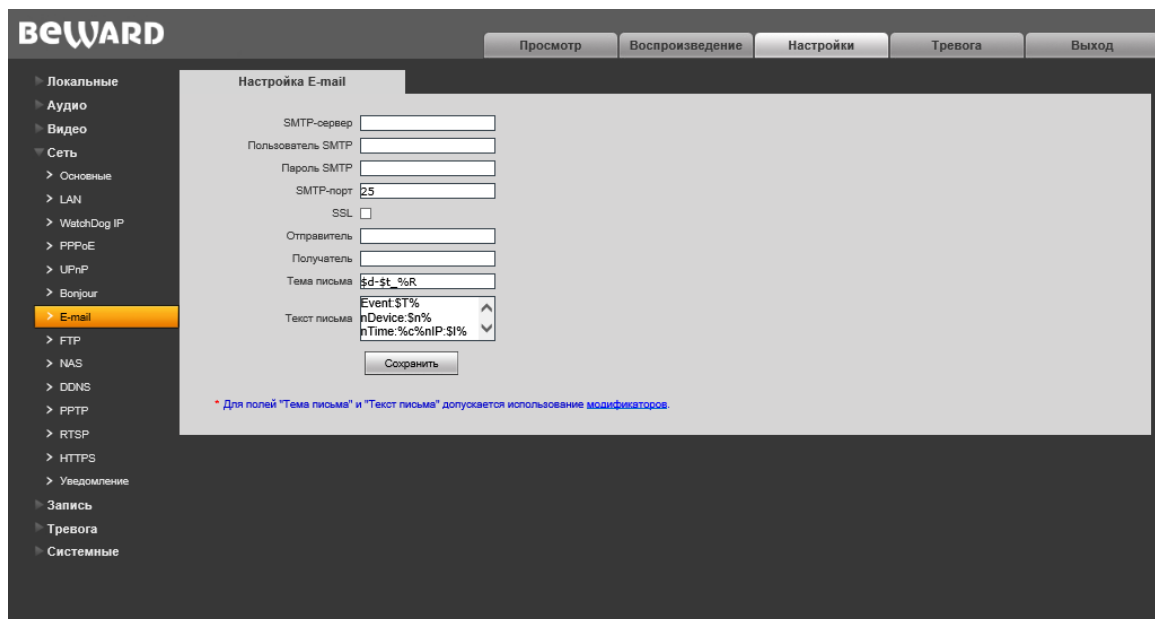 BEWARD
Просмотр Воспроизведение Настройки Тревога Выход
Локальные
Аудио
Видео
Сеть
Основные
LAN
WatchDog IP
PPPoE
UPnP
Bonjour
E-mail
FTP
NAS
DDNS
PPTP
RTSP
HTTPS
Уведомление
Запись
Тревога
Системные
Настройка E-mail
SMTP-сервер
Пользователь SMTP
Пароль SMTP
SMTP-порт 25
SSL
Отправитель
Получатель
Тема письма $d-$t_%R
Текст письма
Event:$T%
nDevice:$n%
nTime:%c%nIP:$I%
Сохранить
* Для полей "Тема письма" и "Текст письма" допускается использование модификаторов.